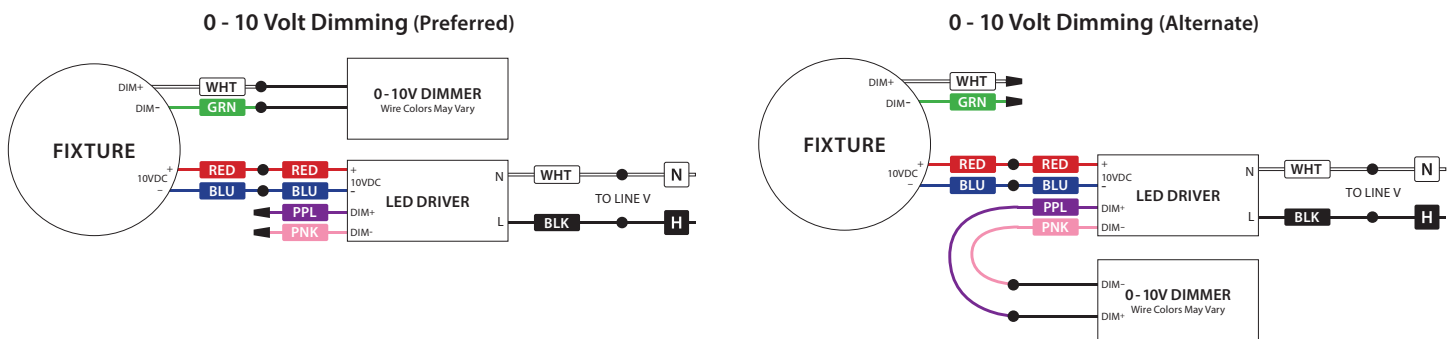 0 - 10 Volt Dimming (Preferred)
DIM+
WHT
DIM-
GRN
0 - 10V DIMMER
Wire Colors May Vary
FIXTURE
+
10VDC
–
RED
RED
BLU
BLU
PPL
PNK
+
10VDC
-
DIM+
DIM-
LED DRIVER
N
L
WHT
BLK
TO LINE V
N
H
0 - 10 Volt Dimming (Alternate)
DIM+
WHT
DIM-
GRN
FIXTURE
+
10VDC
–
RED
RED
BLU
BLU
PPL
PNK
+
10VDC
-
DIM+
DIM-
LED DRIVER
N
L
WHT
BLK
TO LINE V
N
H
DIM-
DIM+
0 - 10V DIMMER
Wire Colors May Vary